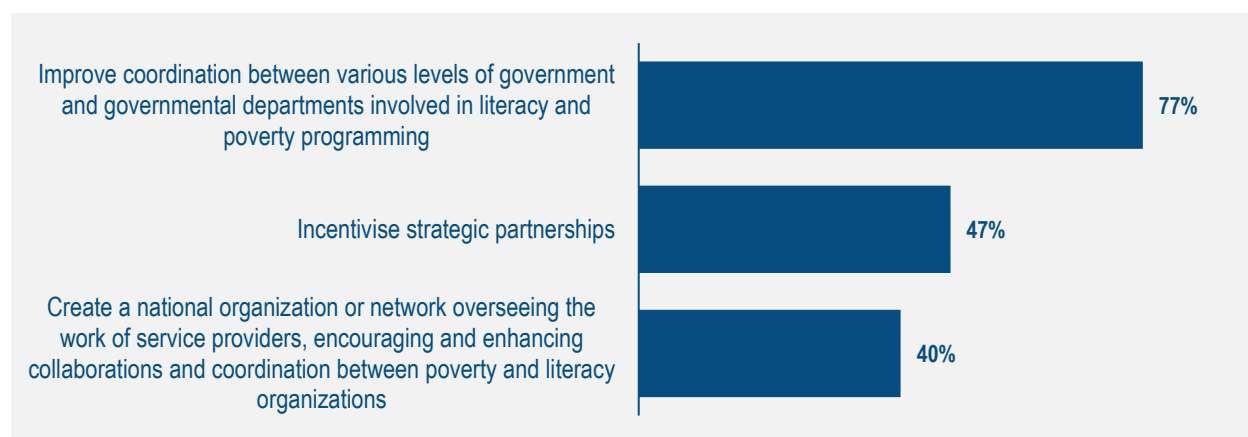 Improve coordination between various levels of government
and governmental departments involved in literacy and
poverty programming
77%
Incentivise strategic partnerships
47%
Create a national organization or network overseeing the
work of service providers, encouraging and enhancing
collaborations and coordination between poverty and literacy
organizations
40%